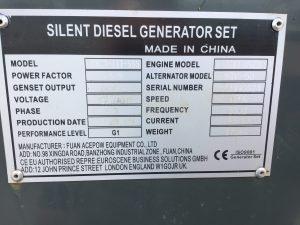 SILENT DIESEL GENERATOR SET
MADE IN CHINA
MODEL ENGINE MODEL
POWER FACTOR ALTERNATOR MODEL
GENSET OUTPUT SERIAL NUMBER
VOLTAGE SPEED
PHASE FREQUENCY
PRODUCTION DATE CURRENT
PERFORMANCE LEVEL G1 WEIGHT
MANUFACTURER : FUAN ACEPOW EQUIPMENT CO., LTD
ADD: NO.98 XINGDA ROAD,BANZHONG INDUSTRIAL ZONE , FUAN,CHINA
CE EU AUTHORISED REPRE:EUROSCENE BUSINESS SOLUTIONS GMBH
ADD:12 JOHN PRINCE STREET LONDON ENGLAND W1G0JR UK.
CE ISO9001
Generator Set